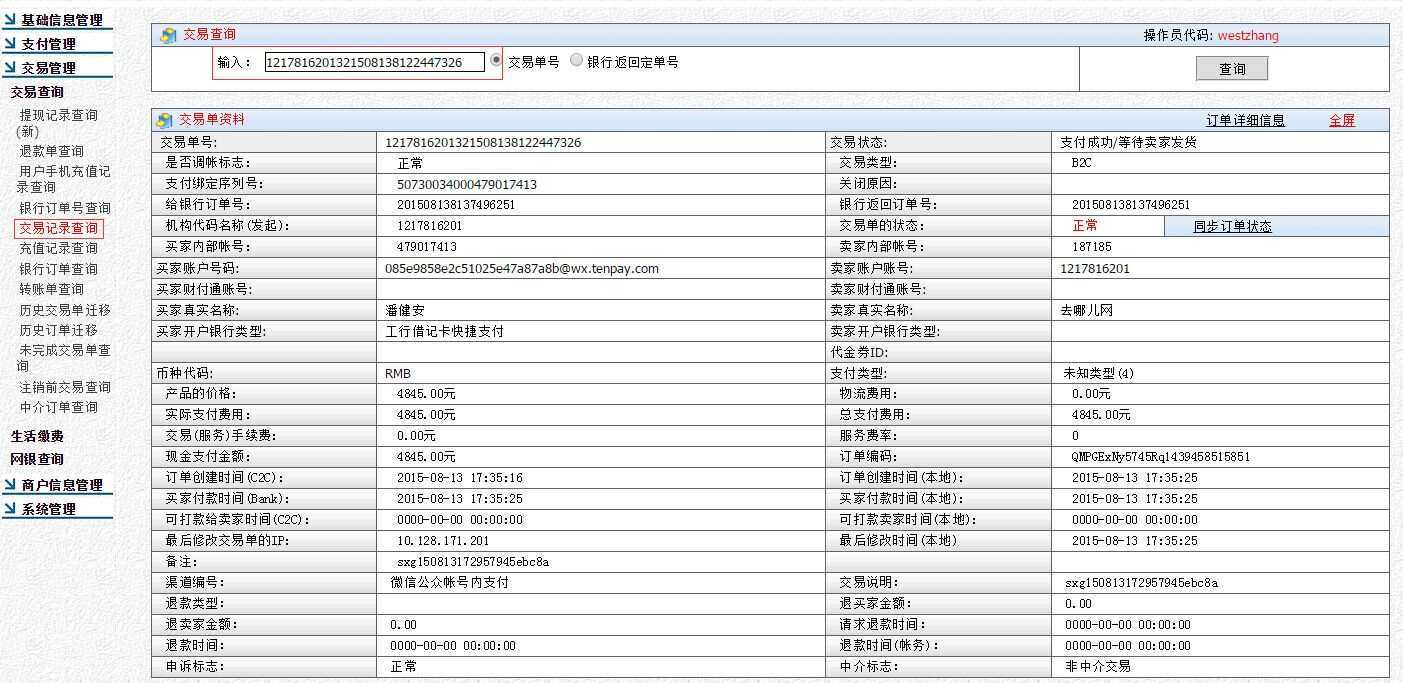 基础信息管理
支付管理
交易管理
交易查询
提现记录查询
(新)
退款单查询
用户手机充值记
录查询
银行订单号查询
交易记录查询
充值记录查询
银行订单查询
转账单查询
历史交易单迁移
历史订单迁移
未完成交易单查
询
注销前交易查询
中介订单查询
生活缴费
网银查询
商户信息管理
系统管理
交易查询 操作员代码: westzhang
输入： 1217816201321508138122447326 交易单号 银行返回定单号 查询
交易单资料 订单详细信息 全屏
交易单号: 1217816201321508138122447326 交易状态: 支付成功/等待卖家发货
是否调帐标志: 正常 交易类型: B2C
支付绑定序列号: 50730034000479017413 关闭原因:
给银行订单号: 201508138137496251 银行返回订单号: 201508138137496251
机构代码名称(发起): 1217816201 交易单的状态: 正常 同步订单状态
买家内部帐号: 479017413 卖家内部帐号: 187185
买家账户号码: 085e9858e2c51025e47a87a8b@wx.tenpay.com 卖家账户账号: 1217816201
买家财付通账号: 卖家财付通账号:
买家真实名称: 潘健安 卖家真实名称: 去哪儿网
买家开户银行类型: 工行借记卡快捷支付 卖家开户银行类型:
代金券ID:
币种代码: RMB 支付类型: 未知类型(4)
产品的价格: 4845.00元 物流费用: 0.00元
实际支付费用: 4845.00元 总支付费用: 4845.00元
交易(服务)手续费: 0.00元 服务费率: 0
现金支付金额: 4845.00元 订单编码: QMPGExNy5745Rq1439458515851
订单创建时间(C2C): 2015-08-13 17:35:16 订单创建时间(本地): 2015-08-13 17:35:25
买家付款时间(Bank): 2015-08-13 17:35:25 买家付款时间(本地): 2015-08-13 17:35:25
可打款给卖家时间(C2C): 0000-00-00 00:00:00 可打款卖家时间(本地): 0000-00-00 00:00:00
最后修改交易单的IP: 10.128.171.201 最后修改时间(本地) 2015-08-13 17:35:25
备注: sxg150813172957945ebc8a
渠道编号: 微信公众帐号内支付 交易说明: sxg150813172957945ebc8a
退款类型: 退买家金额: 0.00
退卖家金额: 0.00 请求退款时间: 0000-00-00 00:00:00
退款时间: 0000-00-00 00:00:00 退款时间(帐务): 0000-00-00 00:00:00
申诉标志: 正常 中介标志: 非中介交易